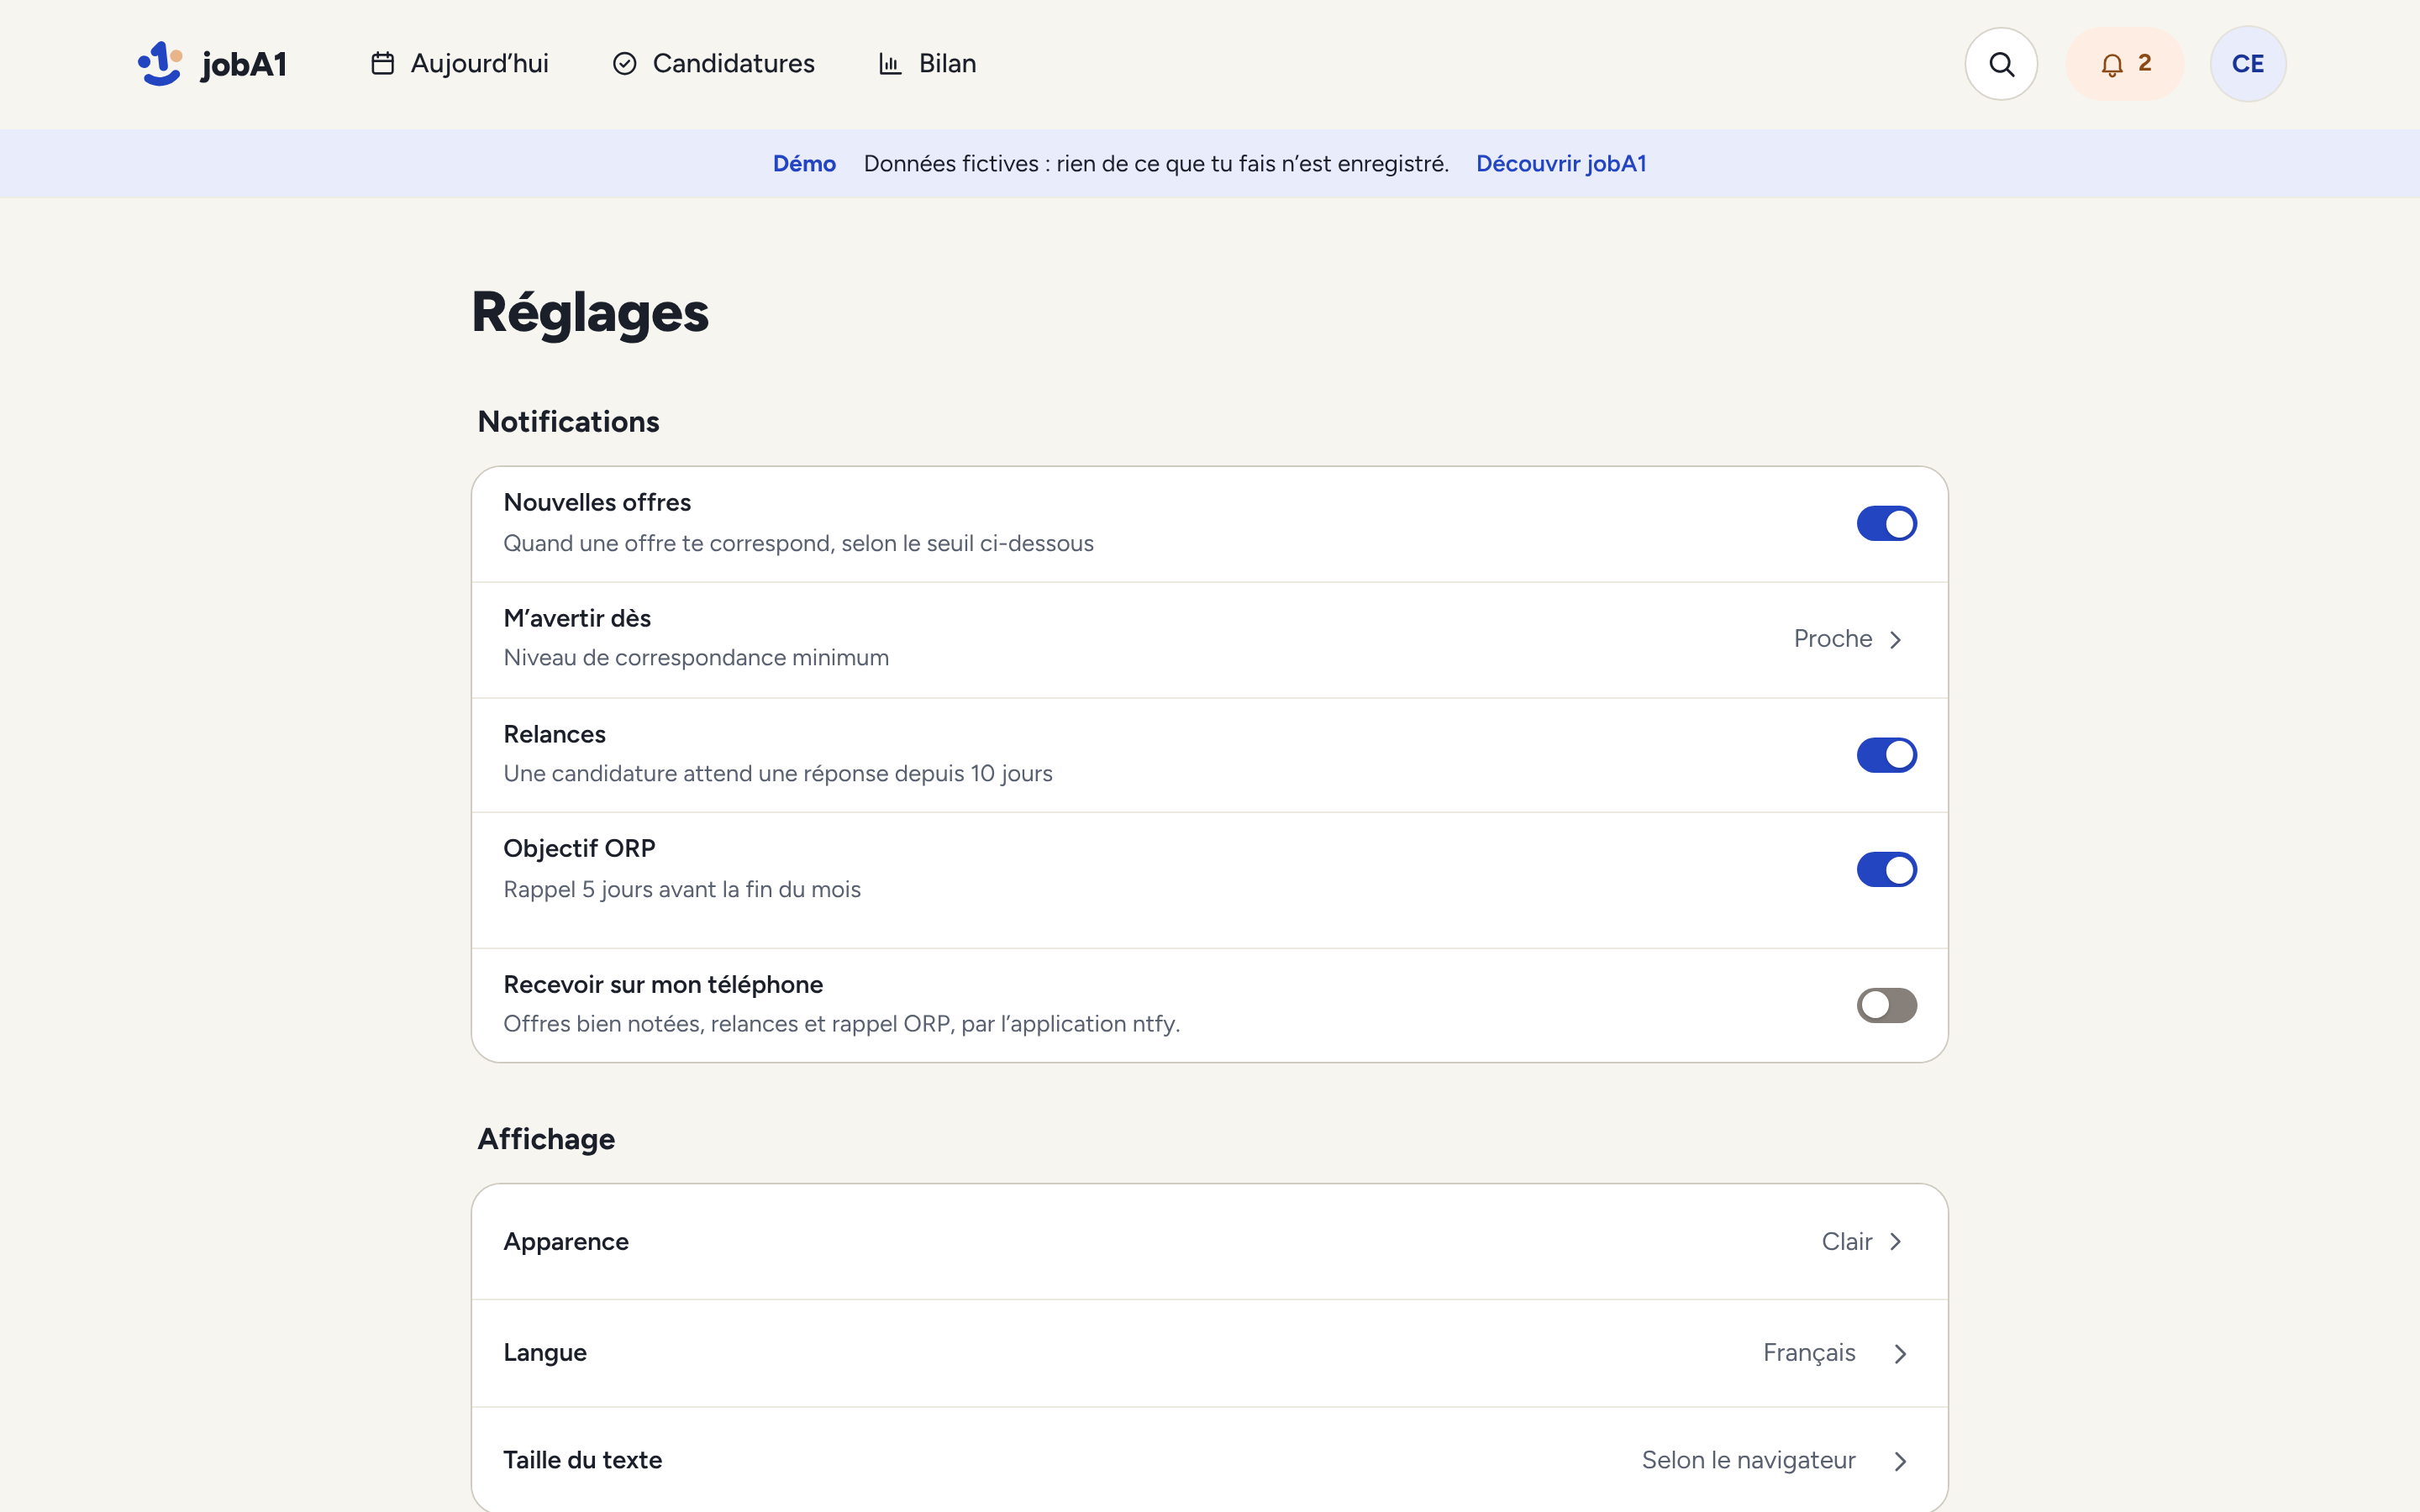 jobA1
Aujourd’hui
Candidatures
Bilan
2
CE
Démo Données fictives : rien de ce que tu fais n’est enregistré. Découvrir jobA1
Réglages
Notifications
Nouvelles offres
Quand une offre te correspond, selon le seuil ci-dessous
M’avertir dès
Niveau de correspondance minimum
Proche
Relances
Une candidature attend une réponse depuis 10 jours
Objectif ORP
Rappel 5 jours avant la fin du mois
Recevoir sur mon téléphone
Offres bien notées, relances et rappel ORP, par l’application ntfy.
Affichage
Apparence
Clair
Langue
Français
Taille du texte
Selon le navigateur